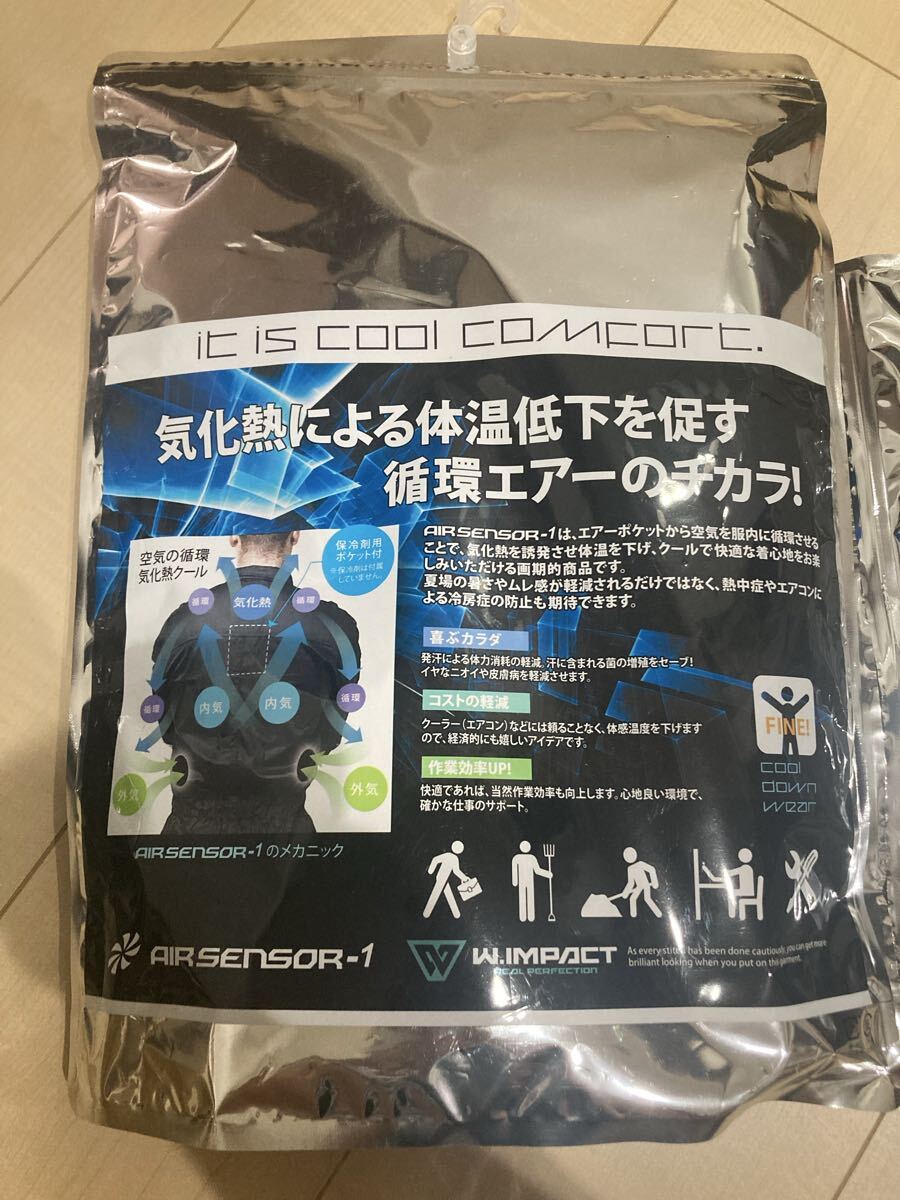 it is cool comfort.
気化熱による体温低下を促す
循環エアーのチカラ!
AIRSENSOR-1は、エアーポケットから空気を服内に循環させる
ことで、気化熱を誘発させ体温を下げ、クールで快適な着心地をお楽
しみいただける画期的商品です。
夏場の暑さやムレ感が軽減されるだけではなく、熱中症やエアコンに
よる冷房症の防止も期待できます。
空気の循環
気化熱クール
保冷剤用
ポケット付
※保冷剤は付属
していません。
循環
気化熱
循環
循環
内気
内気
循環
外気
外気
AIRSENSOR-1のメカニック
喜ぶカラダ
発汗による体力消耗の軽減。汗に含まれる菌の増殖をセーブ!
イヤなニオイや皮膚病を軽減させます。
コストの軽減
クーラー(エアコン)などには頼ることなく、体感温度を下げます
ので、経済的にも嬉しいアイデアです。
作業効率UP!
快適であれば、当然作業効率も向上します。心地良い環境で、
確かな仕事のサポート。
FINE!
cool
down
wear
AIRSENSOR-1
W.IMPACT
REAL PERFECTION
As every stitch has been done cautiously, you can get more
brilliant looking when you put on this garment.